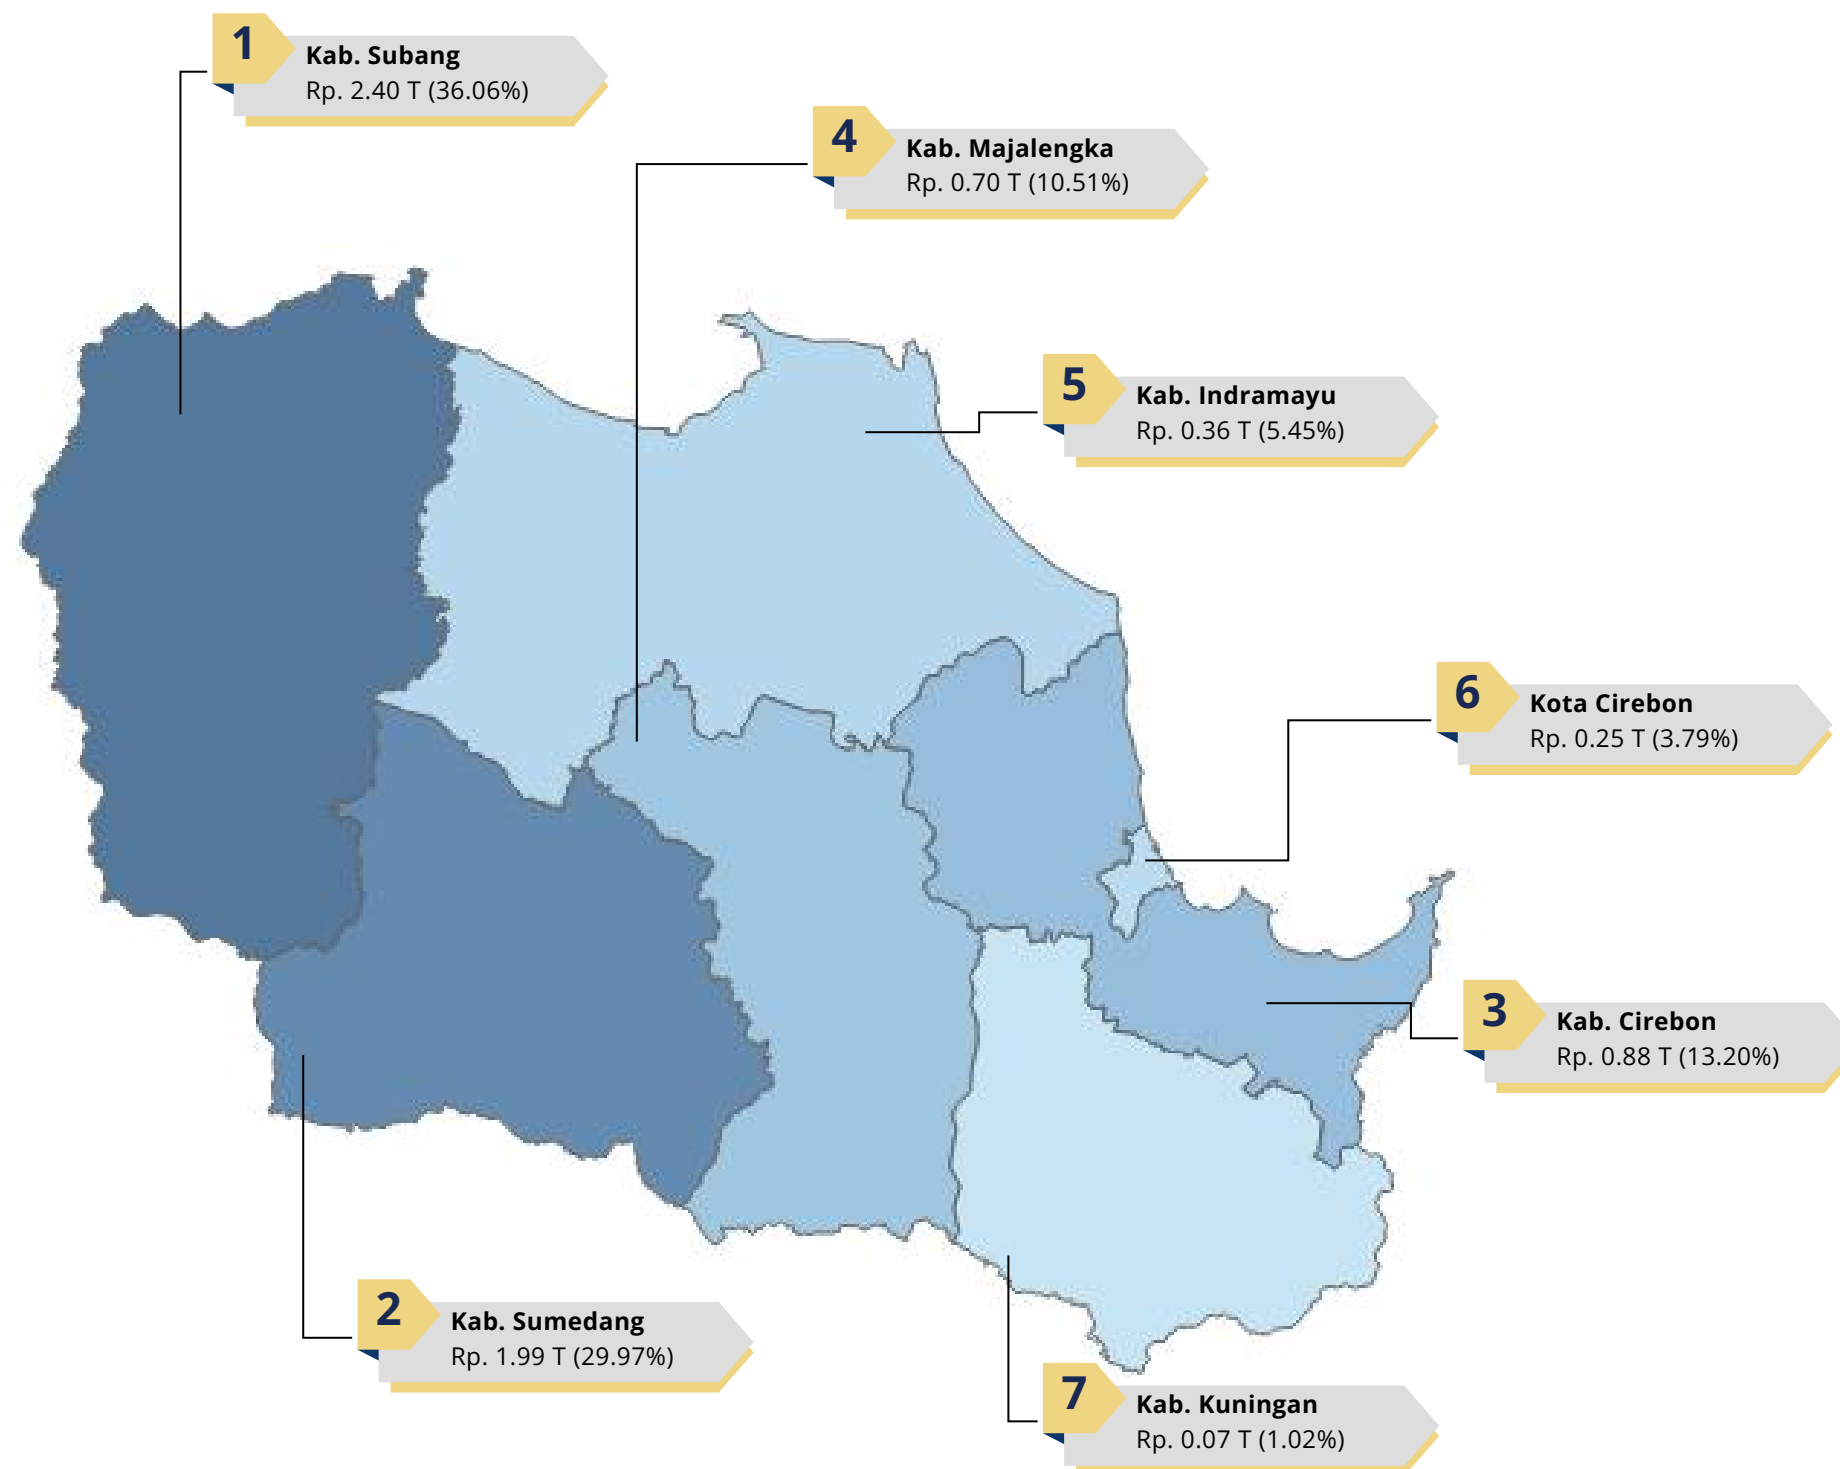 1
Kab. Subang
Rp. 2.40 T (36.06%)
4
Kab. Majalengka
Rp. 0.70 T (10.51%)
5
Kab. Indramayu
Rp. 0.36 T (5.45%)
6
Kota Cirebon
Rp. 0.25 T (3.79%)
3
Kab. Cirebon
Rp. 0.88 T (13.20%)
2
Kab. Sumedang
Rp. 1.99 T (29.97%)
7
Kab. Kuningan
Rp. 0.07 T (1.02%)